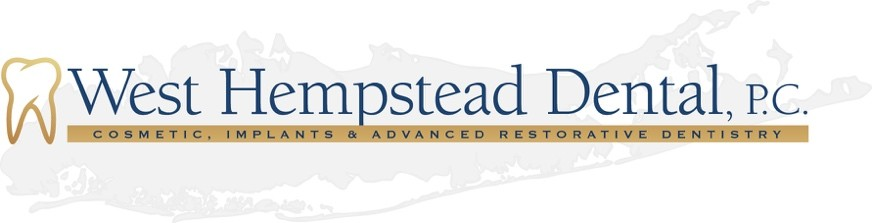 West Hempstead Dental, P.C.
COSMETIC, IMPLANTS & ADVANCED RESTORATIVE DENTISTRY